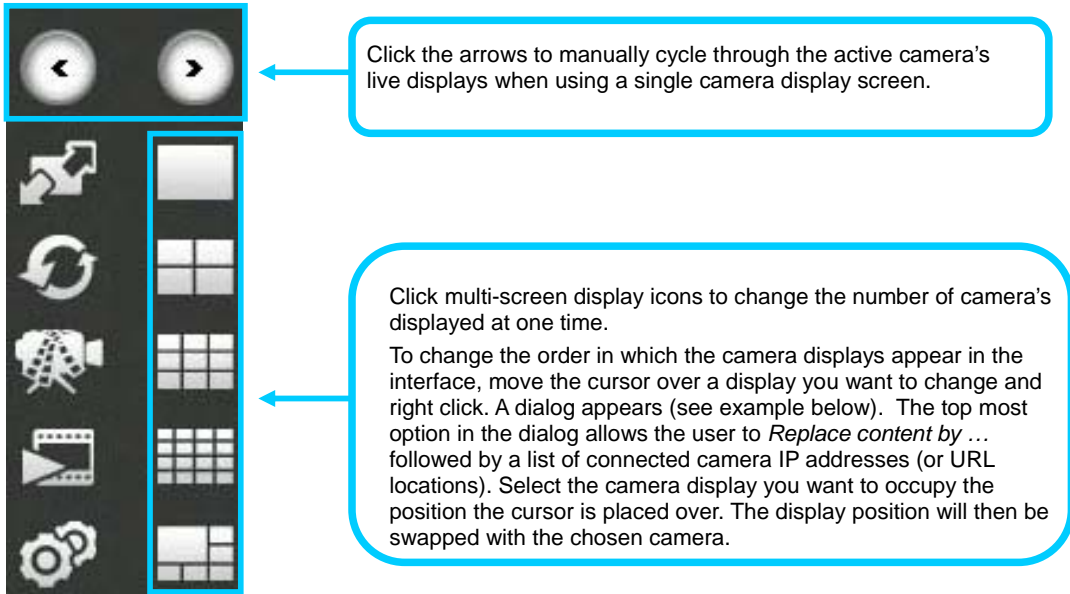 Click the arrows to manually cycle through the active camera's
live displays when using a single camera display screen.
Click multi-screen display icons to change the number of camera's
displayed at one time.
To change the order in which the camera displays appear in the
interface, move the cursor over a display you want to change and
right click. A dialog appears (see example below).  The top most
option in the dialog allows the user to Replace content by …
followed by a list of connected camera IP addresses (or URL
locations). Select the camera display you want to occupy the
position the cursor is placed over. The display position will then be
swapped with the chosen camera.